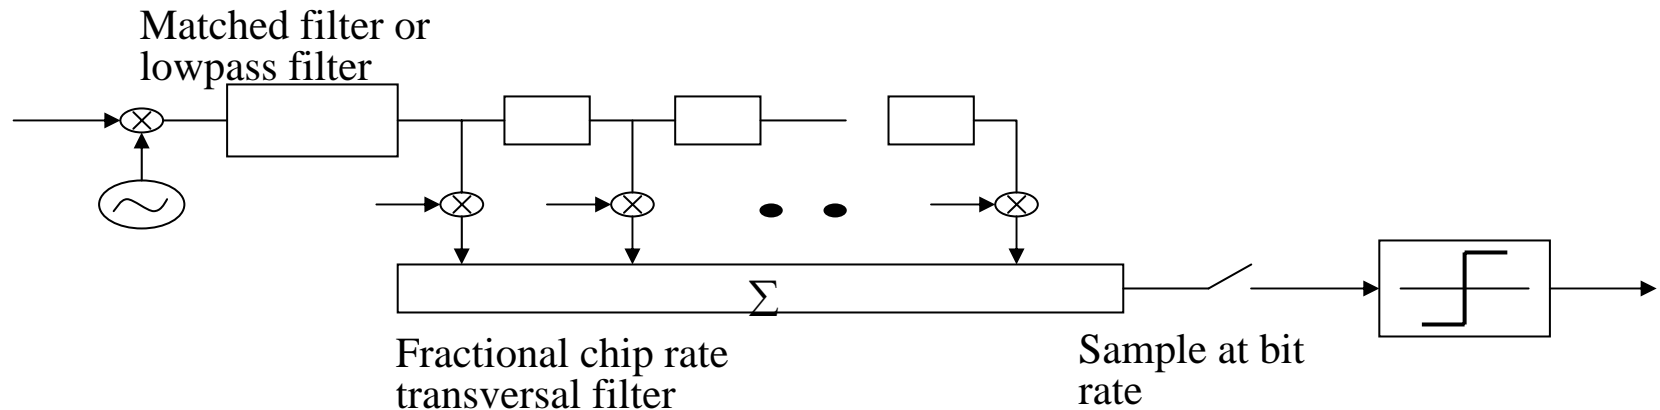 Matched filter or
lowpass filter
Σ
Fractional chip rate
transversal filter
Sample at bit
rate